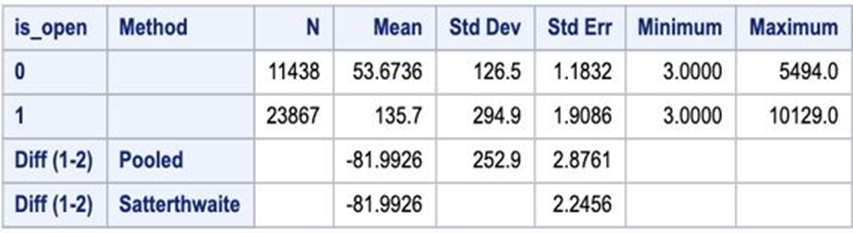 is_open Method N Mean Std Dev Std Err Minimum Maximum
0 11438 53.6736 126.5 1.1832 3.0000 5494.0
1 23867 135.7 294.9 1.9086 3.0000 10129.0
Diff (1-2) Pooled -81.9926 252.9 2.8761
Diff (1-2) Satterthwaite -81.9926 2.2456